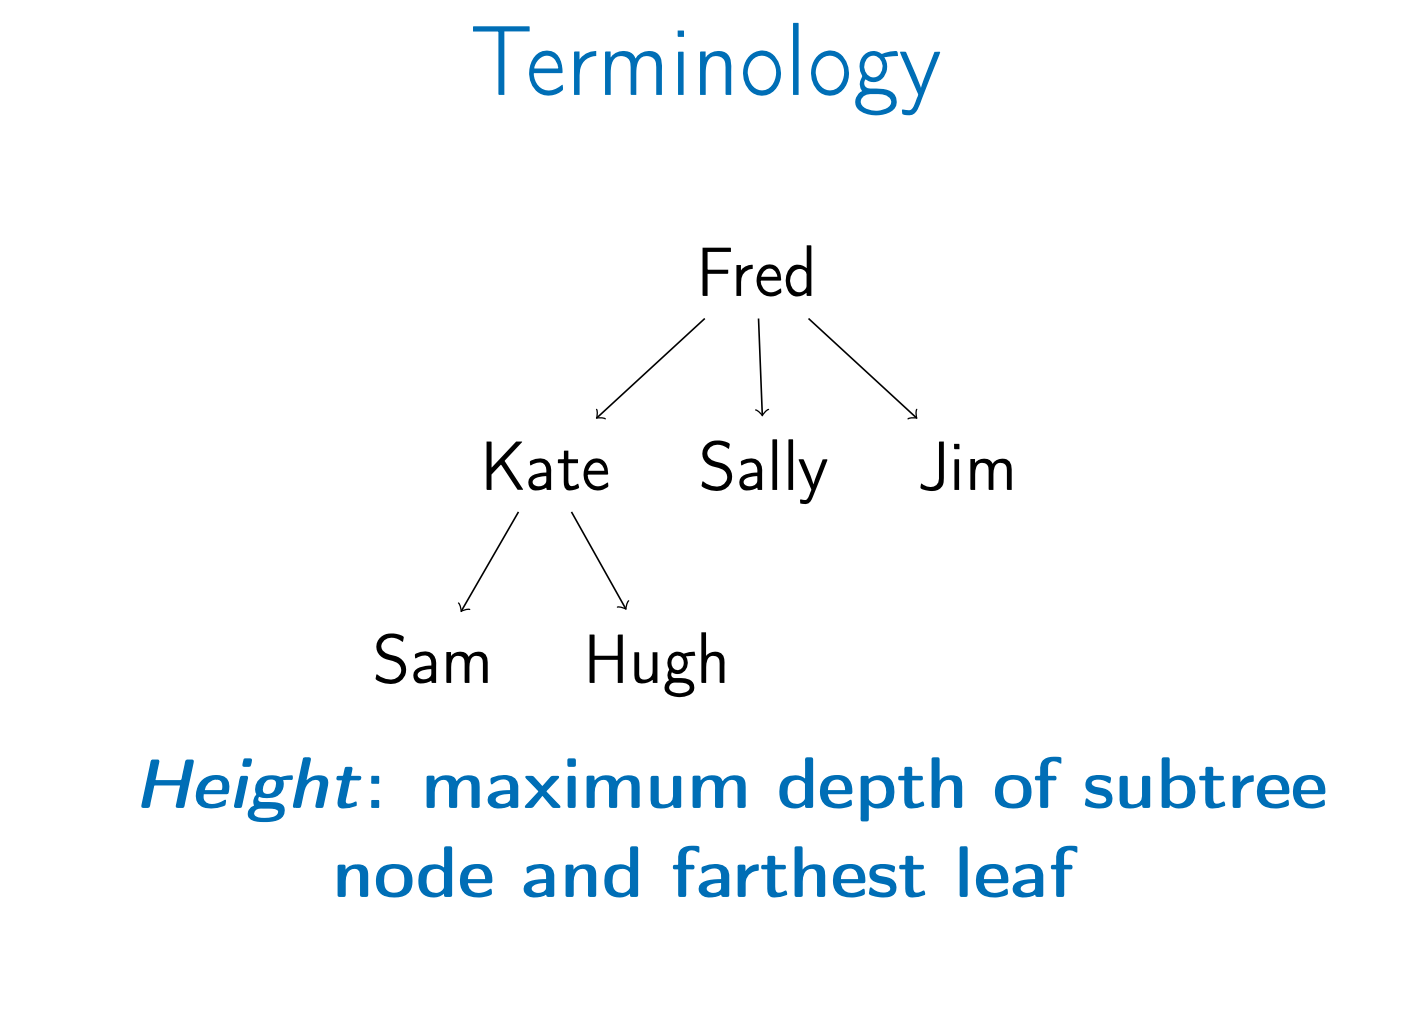 Terminology
Fred
Kate Sally Jim
Sam Hugh
Height: maximum depth of subtree
node and farthest leaf